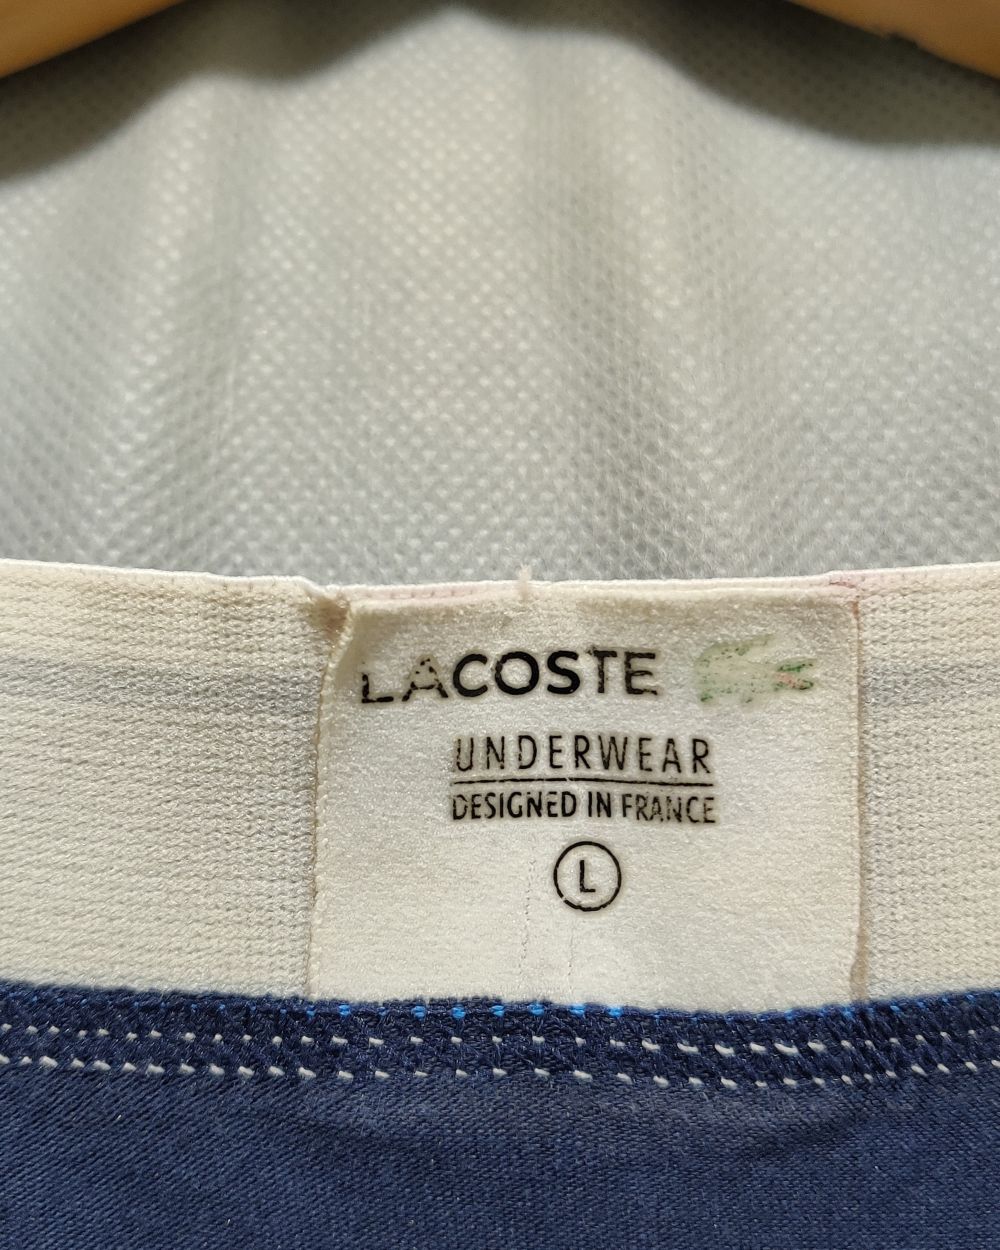 LACOSTE
UNDERWEAR
DESIGNED IN FRANCE
L